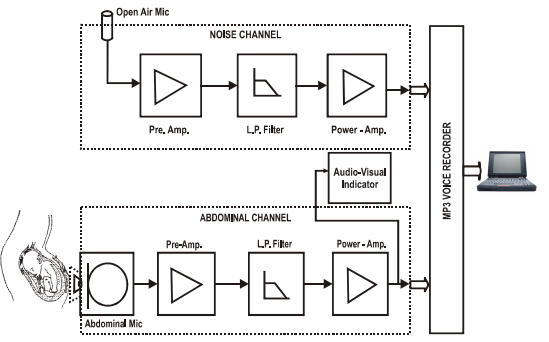 Open Air Mic
NOISE CHANNEL
Pre. Amp.
L.P. Filter
Power - Amp.
Audio-Visual
Indicator
MP3 VOICE RECORDER
ABDOMINAL CHANNEL
Pre-Amp.
L.P. Filter
Power - Amp.
Abdominal Mic